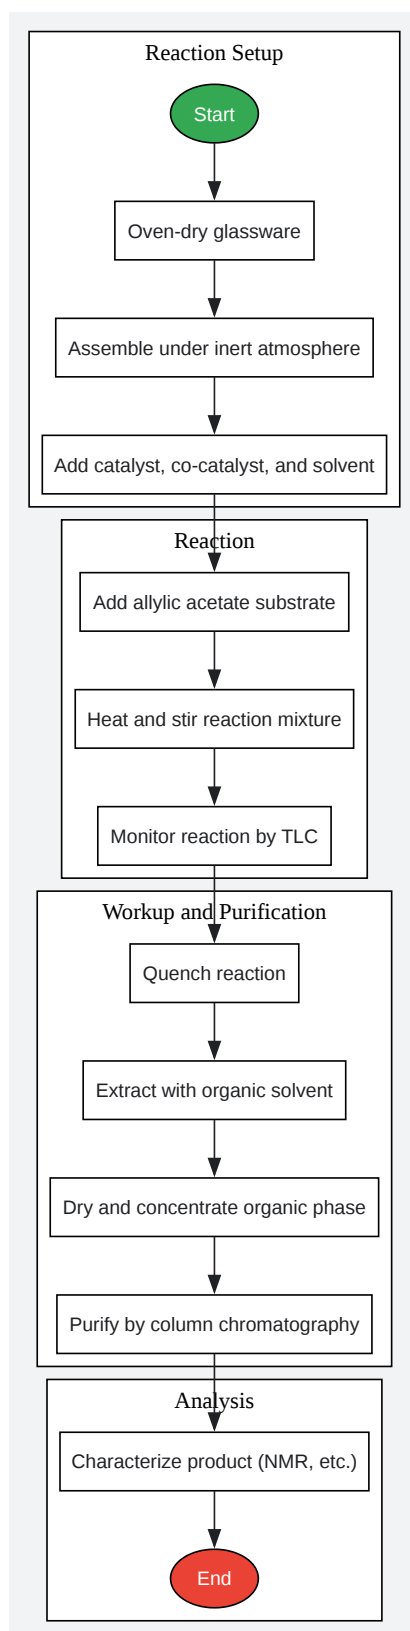 Reaction Setup
Start
Oven-dry glassware
Assemble under inert atmosphere
Add catalyst, co-catalyst, and solvent
Reaction
Add allylic acetate substrate
Heat and stir reaction mixture
Monitor reaction by TLC
Workup and Purification
Quench reaction
Extract with organic solvent
Dry and concentrate organic phase
Purify by column chromatography
Analysis
Characterize product (NMR, etc.)
End